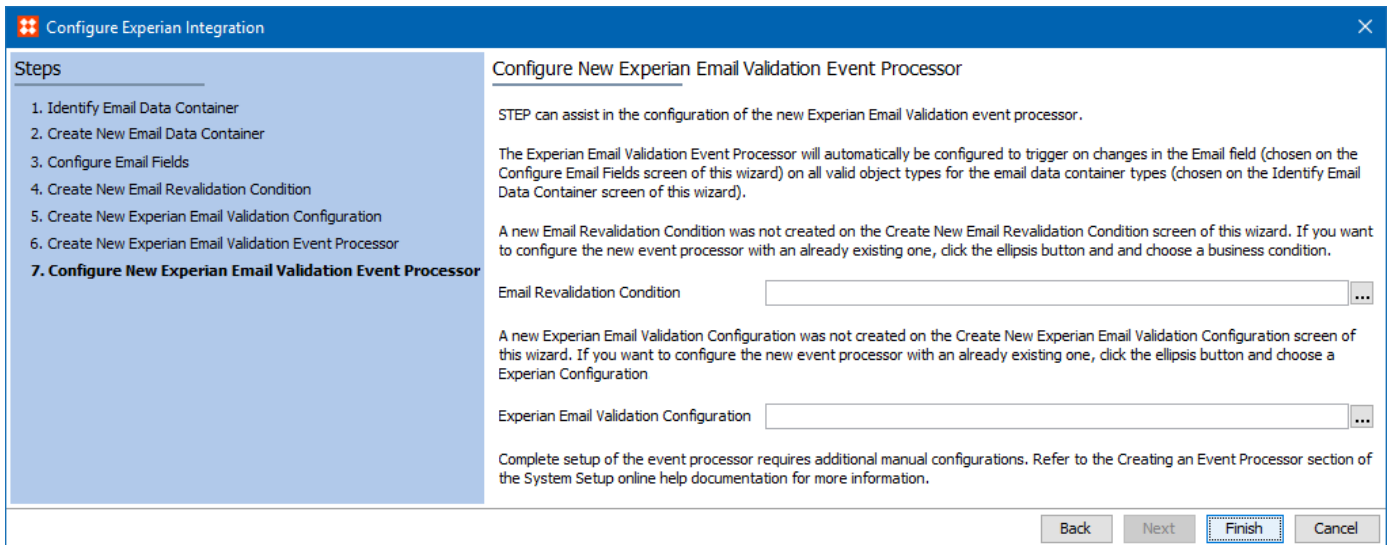 Configure Experian Integration
Steps
1. Identify Email Data Container
2. Create New Email Data Container
3. Configure Email Fields
4. Create New Email Revalidation Condition
5. Create New Experian Email Validation Configuration
6. Create New Experian Email Validation Event Processor
7. Configure New Experian Email Validation Event Processor
Configure New Experian Email Validation Event Processor
STEP can assist in the configuration of the new Experian Email Validation event processor.
The Experian Email Validation Event Processor will automatically be configured to trigger on changes in the Email field (chosen on the
Configure Email Fields screen of this wizard) on all valid object types for the email data container types (chosen on the Identify Email
Data Container screen of this wizard).
A new Email Revalidation Condition was not created on the Create New Email Revalidation Condition screen of this wizard. If you want
to configure the new event processor with an already existing one, click the ellipsis button and and choose a business condition.
Email Revalidation Condition
...
A new Experian Email Validation Configuration was not created on the Create New Experian Email Validation Configuration screen of
this wizard. If you want to configure the new event processor with an already existing one, click the ellipsis button and choose a
Experian Configuration
Experian Email Validation Configuration
...
Complete setup of the event processor requires additional manual configurations. Refer to the Creating an Event Processor section of
the System Setup online help documentation for more information.
Back Next Finish Cancel